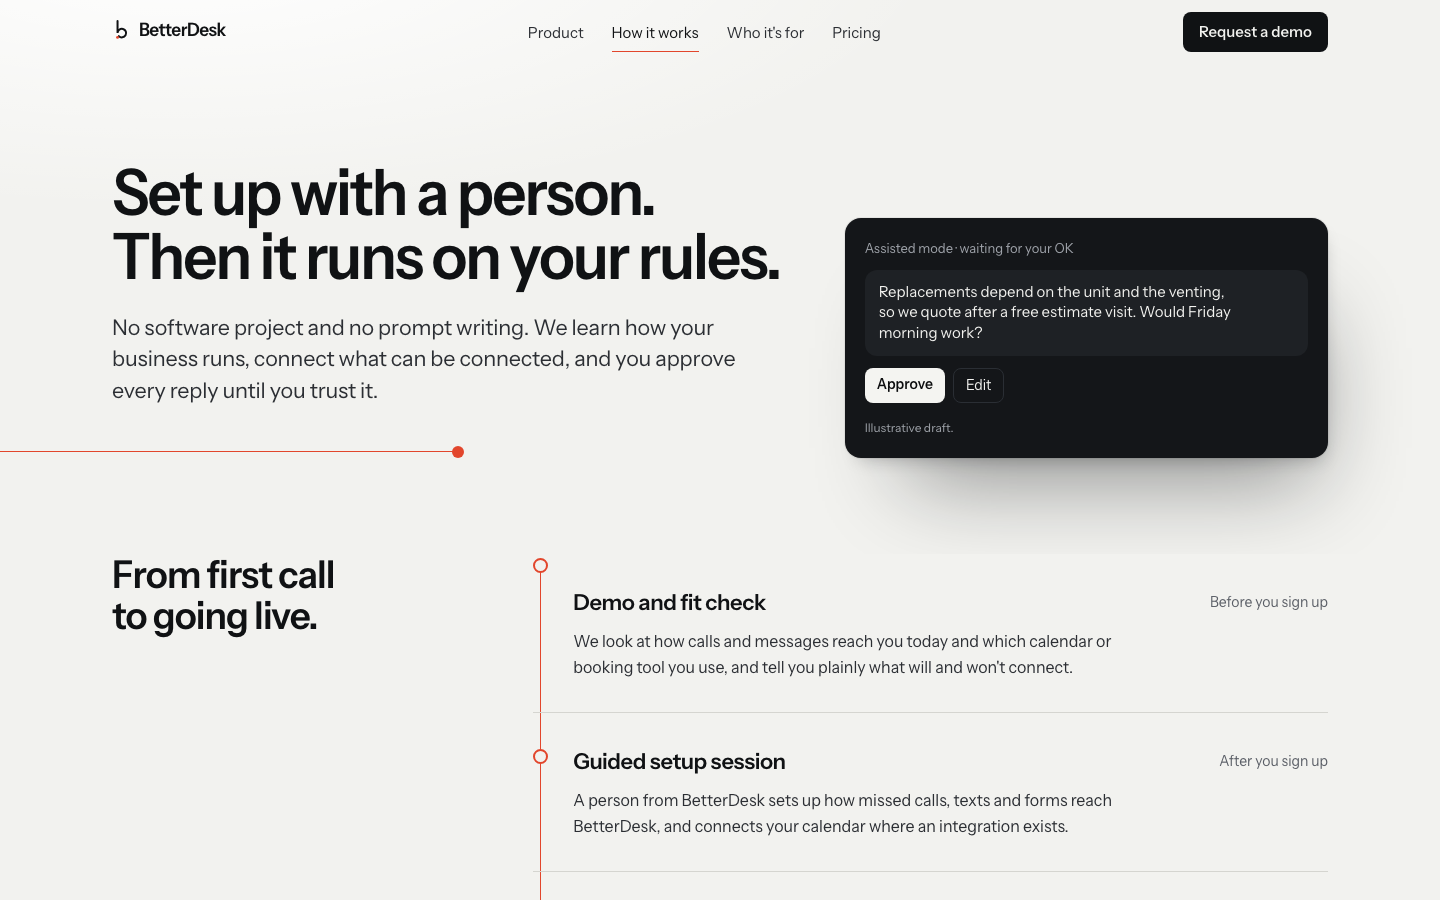 BetterDesk
Product
How it works
Who it's for
Pricing
Request a demo
Set up with a person.
Then it runs on your rules.
No software project and no prompt writing. We learn how your
business runs, connect what can be connected, and you approve
every reply until you trust it.
Assisted mode · waiting for your OK
Replacements depend on the unit and the venting,
so we quote after a free estimate visit. Would Friday
morning work?
Approve
Edit
Illustrative draft.
From first call
to going live.
Demo and fit check
Before you sign up
We look at how calls and messages reach you today and which calendar or
booking tool you use, and tell you plainly what will and won't connect.
Guided setup session
After you sign up
A person from BetterDesk sets up how missed calls, texts and forms reach
BetterDesk, and connects your calendar where an integration exists.